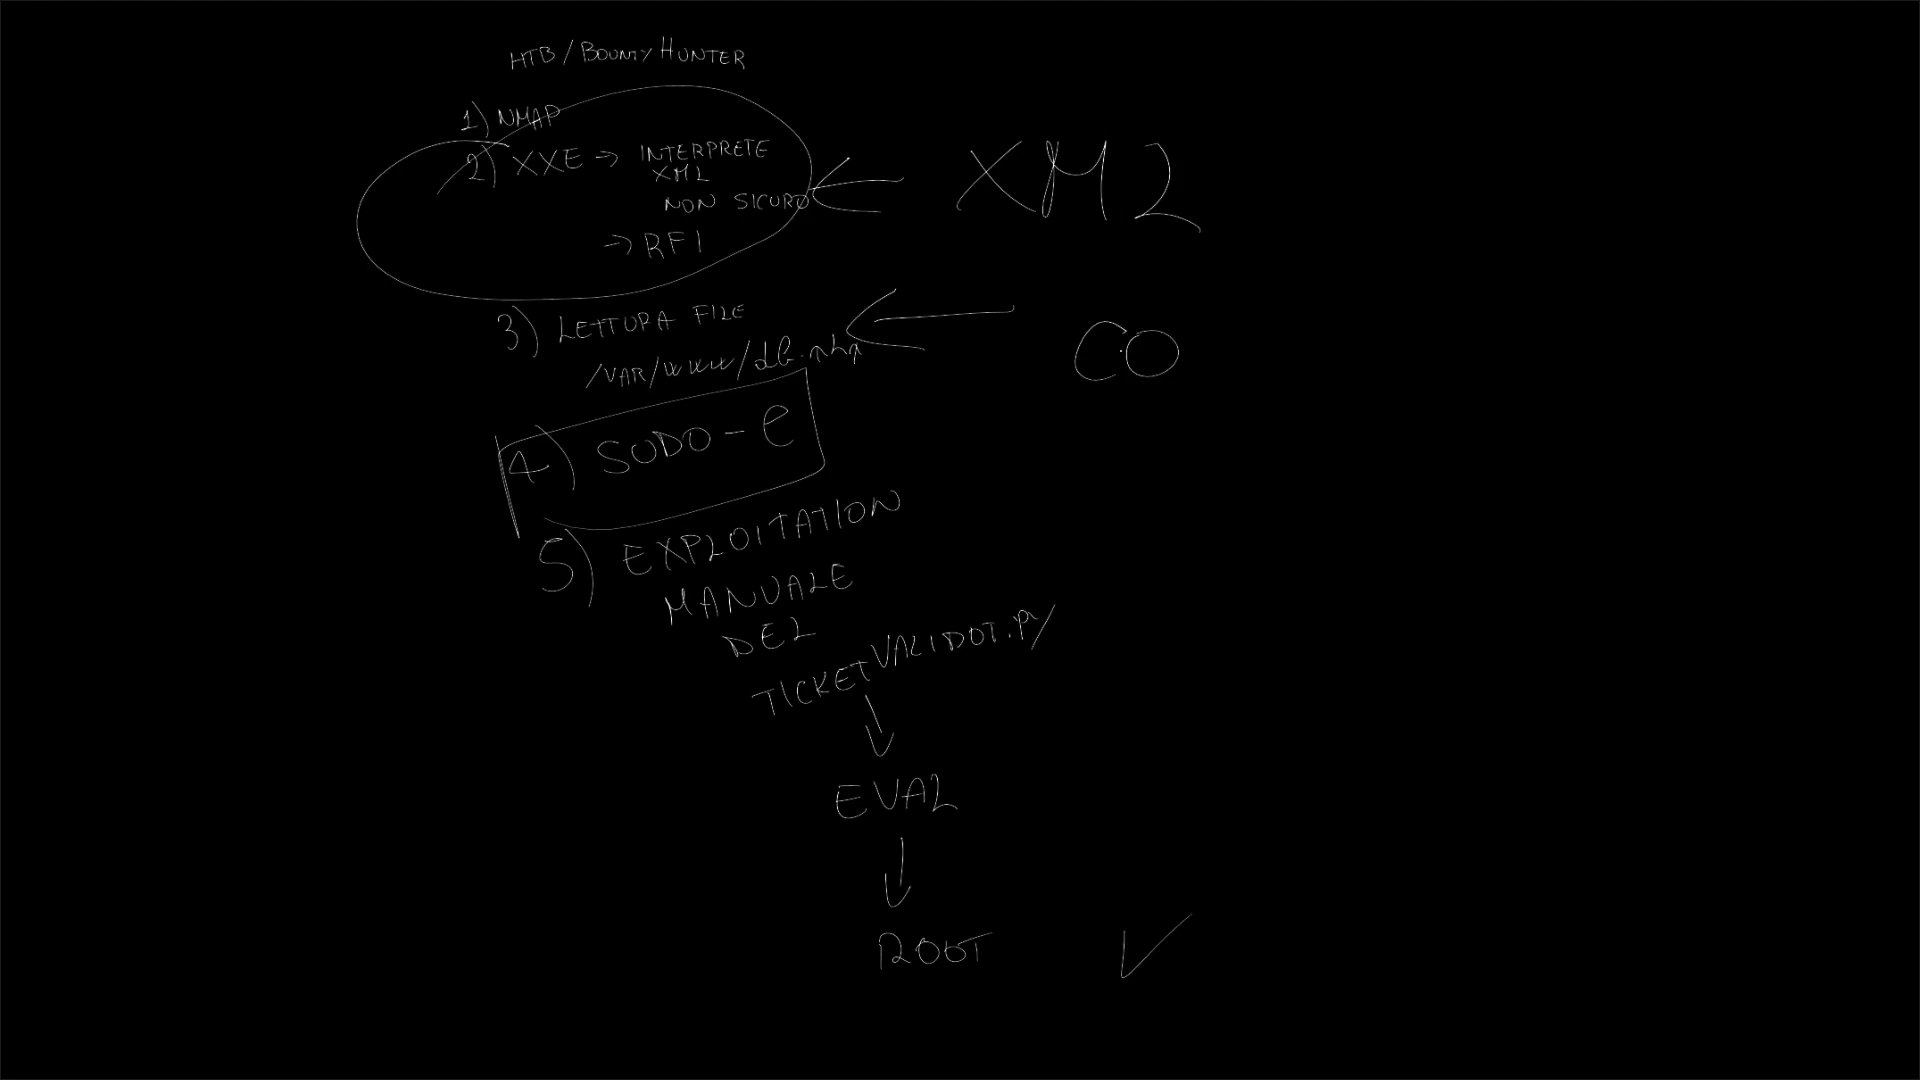 HTB / BOUNTY HUNTER
1) NMAP
2) XXE → INTERPRETE
XML
NON SICURO
→ RFI
XML
3) LETTURA FILE
/VAR/WWW/db.php
CO
4) SUDO - l
5) EXPLOITATION
MANUALE
DEL
TICKETVALIDOT.PY
↓
EVAL
↓
ROOT ✓